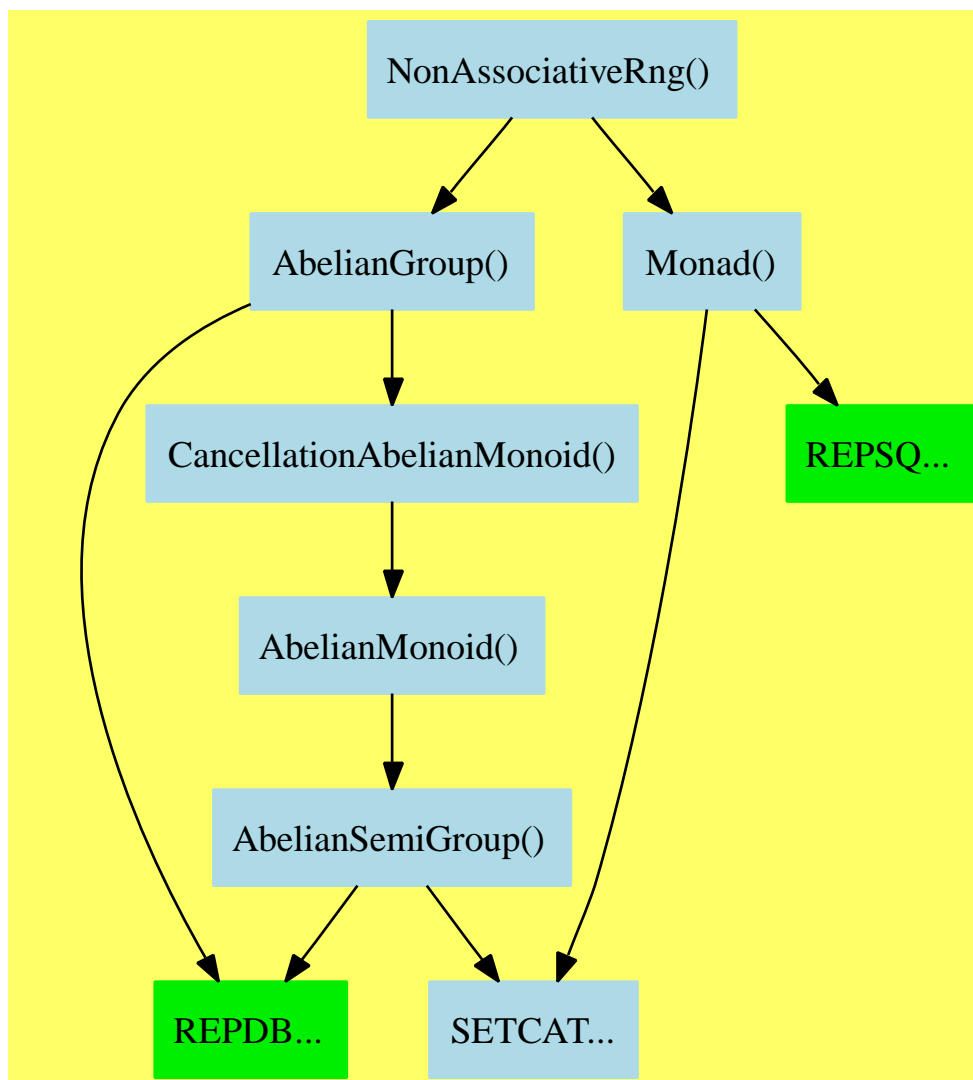 NonAssociativeRng()
AbelianGroup()
Monad()
CancellationAbelianMonoid()
REPSQ...
AbelianMonoid()
AbelianSemiGroup()
REPDB...
SETCAT...